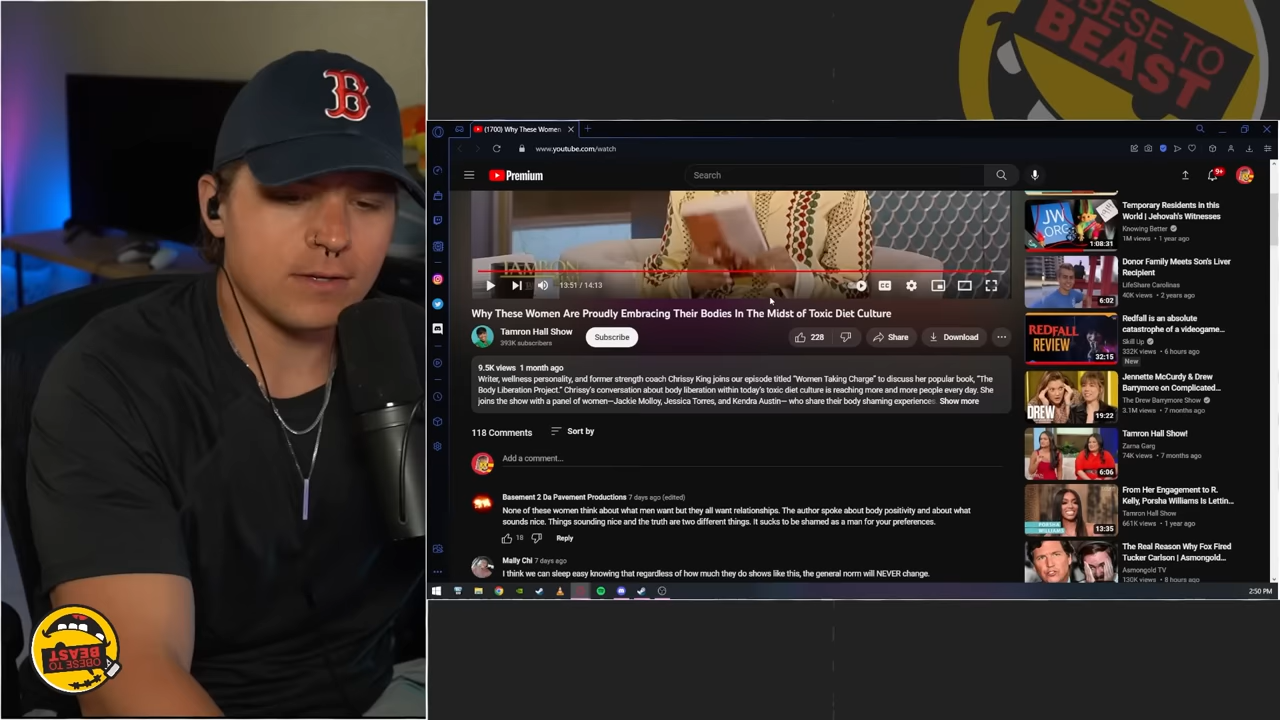 OBESE TO
BEAST
(1700) Why These Women
www.youtube.com/watch
Premium
Search
9+
TAMRON
13:51 / 14:13
Why These Women Are Proudly Embracing Their Bodies In The Midst of Toxic Diet Culture
Tamron Hall Show
393K subscribers
Subscribe
228
Share
Download
9.5K views 1 month ago
Writer, wellness personality, and former strength coach Chrissy King joins our episode titled “Women Taking Charge” to discuss her popular book, “The
Body Liberation Project.” Chrissy's conversation about body liberation within today's toxic diet culture is reaching more and more people every day. She
joins the show with a panel of women—Jackie Molloy, Jessica Torres, and Kendra Austin— who share their body shaming experiences. Show more
118 Comments
Sort by
Add a comment...
Basement 2 Da Pavement Productions 7 days ago (edited)
None of these women think about what men want but they all want relationships. The author spoke about body positivity and about what
sounds nice. Things sounding nice and the truth are two different things. It sucks to be shamed as a man for your preferences.
18
Reply
Mally Chi 7 days ago
I think we can sleep easy knowing that regardless of how much they do shows like this, the general norm will NEVER change.
JW
.ORG
1:08:31
Temporary Residents in this
World | Jehovah's Witnesses
Knowing Better
1M views • 1 year ago
6:02
Donor Family Meets Son's Liver
Recipient
LifeShare Carolinas
40K views • 2 years ago
REDFALL
REVIEW
32:15
Redfall is an absolute
catastrophe of a videogame...
Skill Up
332K views • 6 hours ago
New
DREW
19:22
Jennette McCurdy & Drew
Barrymore on Complicated...
The Drew Barrymore Show
3.1M views • 7 months ago
6:06
Tamron Hall Show!
Zarna Garg
74K views • 7 months ago
PORSHA
WILLIAMS
13:35
From Her Engagement to R.
Kelly, Porsha Williams Is Lettin...
Tamron Hall Show
661K views • 1 year ago
The Real Reason Why Fox Fired
Tucker Carlson | Asmongold...
Asmongold TV
130K views • 8 hours ago
2:50 PM
B
OBESE TO
BEAST